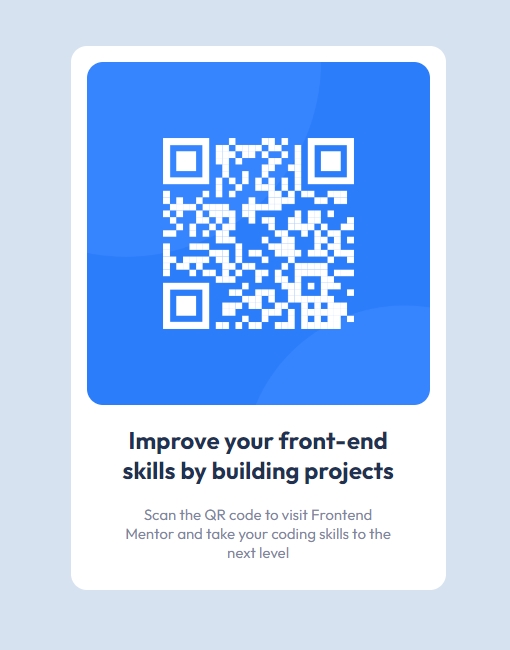 Improve your front-end
skills by building projects
Scan the QR code to visit Frontend
Mentor and take your coding skills to the
next level